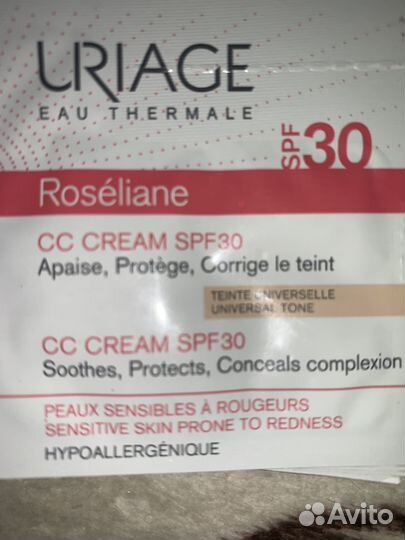 URIAGE
EAU THERMALE
SPF 30
Roséliane
CC CREAM SPF30
Apaise, Protège, Corrige le teint
TEINTE UNIVERSELLE
UNIVERSAL TONE
CC CREAM SPF30
Soothes, Protects, Conceals complexion
PEAUX SENSIBLES À ROUGEURS
SENSITIVE SKIN PRONE TO REDNESS
HYPOALLERGÉNIQUE
Avito